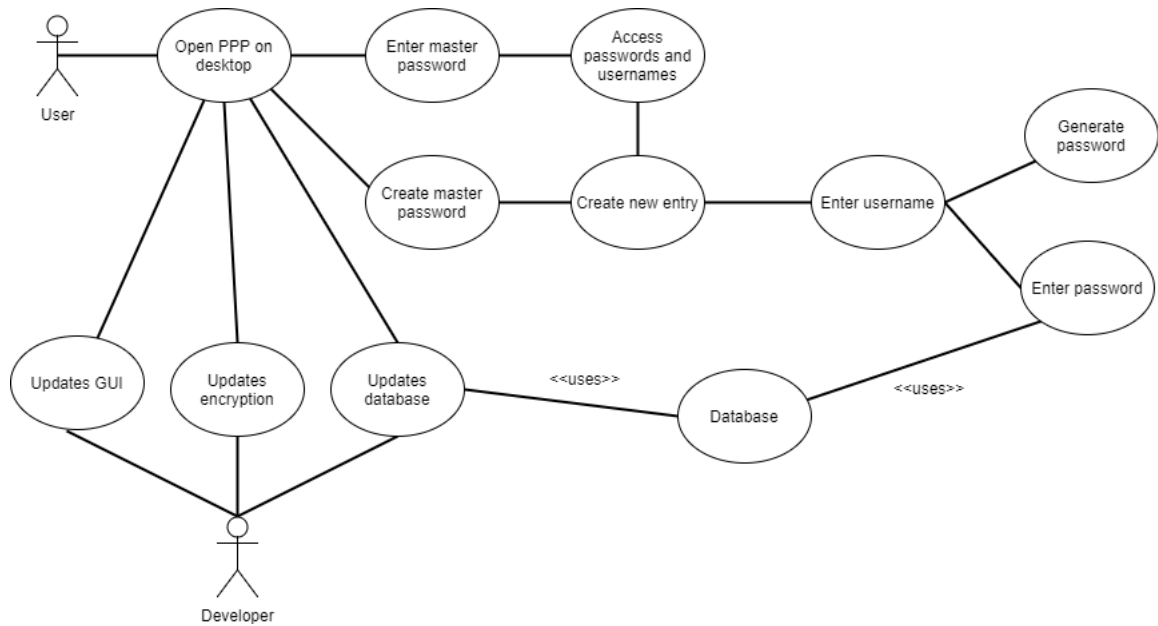 User
Open PPP on
desktop
Enter master
password
Access
passwords and
usernames
Generate
password
Create master
password
Create new entry
Enter username
Enter password
Updates GUI
Updates
encryption
Updates
database
<<uses>>
Database
<<uses>>
Developer